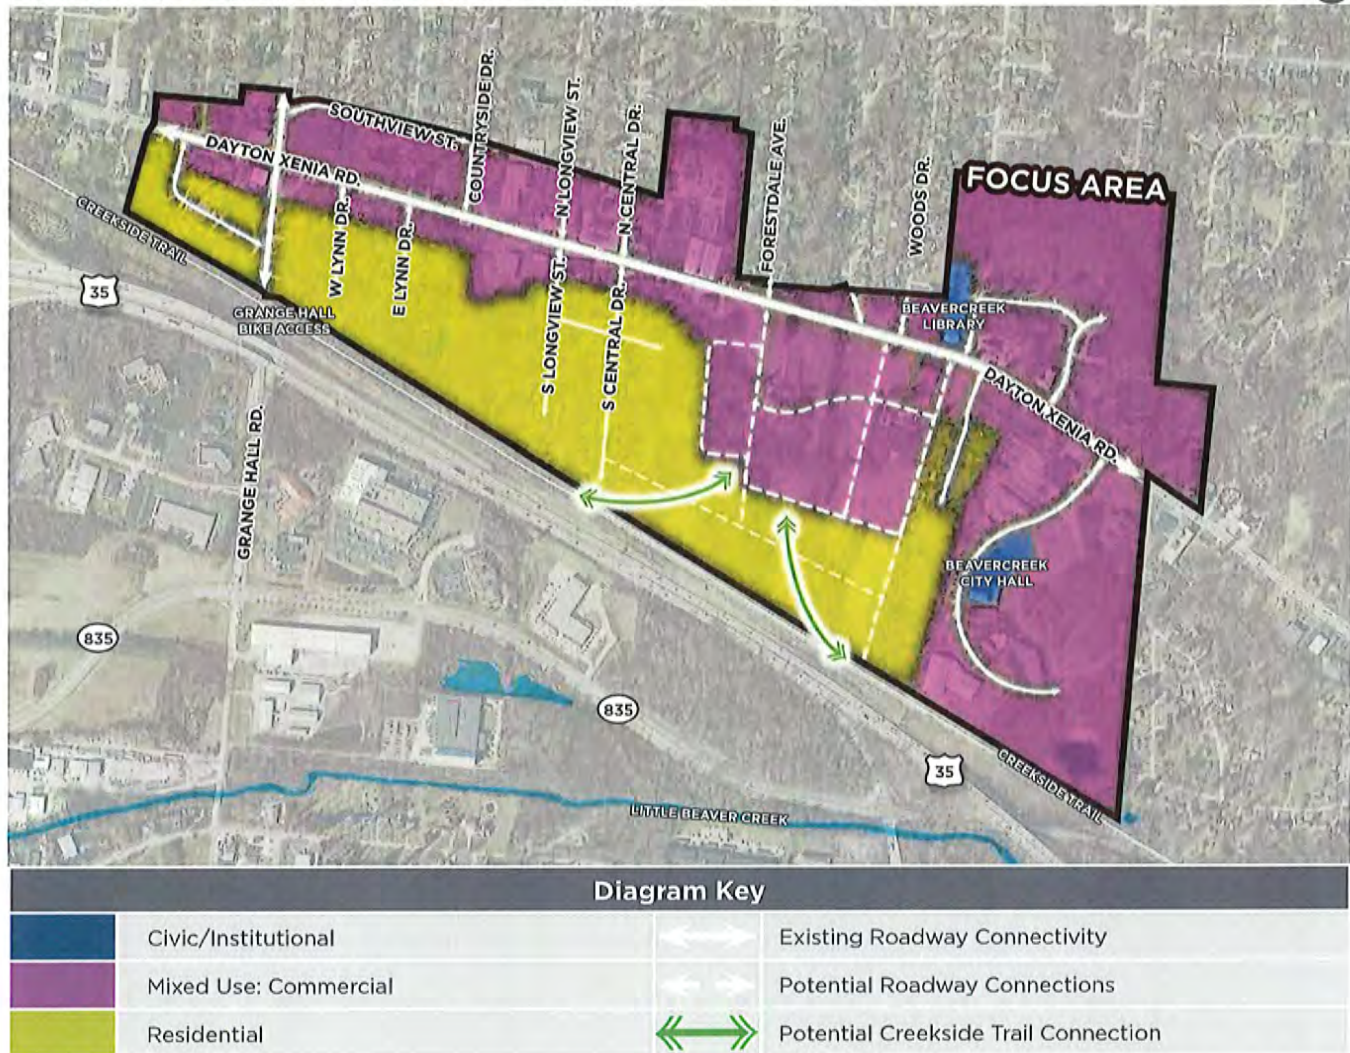 COUNTRYSIDE DR.
N LONGVIEW ST.
N CENTRAL DR.
SOUTHVIEW ST.
FORESTDALE AVE.
WOODS DR.
FOCUS AREA
DAYTON XENIA RD.
CREEKSIDE TRAIL
W LYNN DR.
E LYNN DR.
35
GRANGE HALL
BIKE ACCESS
S LONGVIEW ST.
S CENTRAL DR.
BEAVERCREEK
LIBRARY
DAYTON XENIA RD.
GRANGE HALL RD.
BEAVERCREEK
CITY HALL
835
835
35
CREEKSIDE TRAIL
LITTLE BEAVER CREEK
Diagram Key
Civic/Institutional
Existing Roadway Connectivity
Mixed Use: Commercial
Potential Roadway Connections
Residential
Potential Creekside Trail Connection